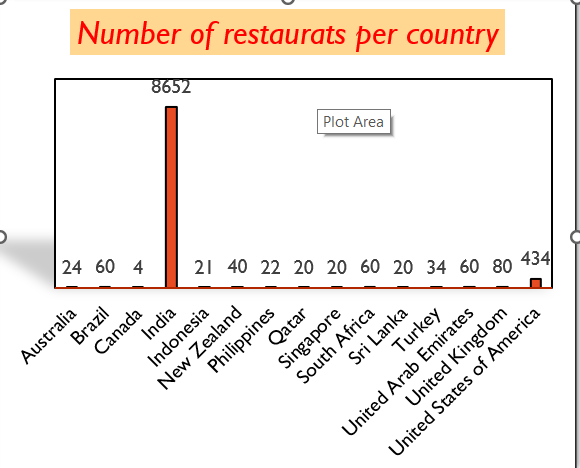 Number of restaurats per country
8652
Plot Area
24 60 4 21 40 22 20 20 60 20 34 60 80 434
Australia
Brazil
Canada
India
Indonesia
New Zealand
Philippines
Qatar
Singapore
South Africa
Sri Lanka
Turkey
United Arab Emirates
United Kingdom
United States of America